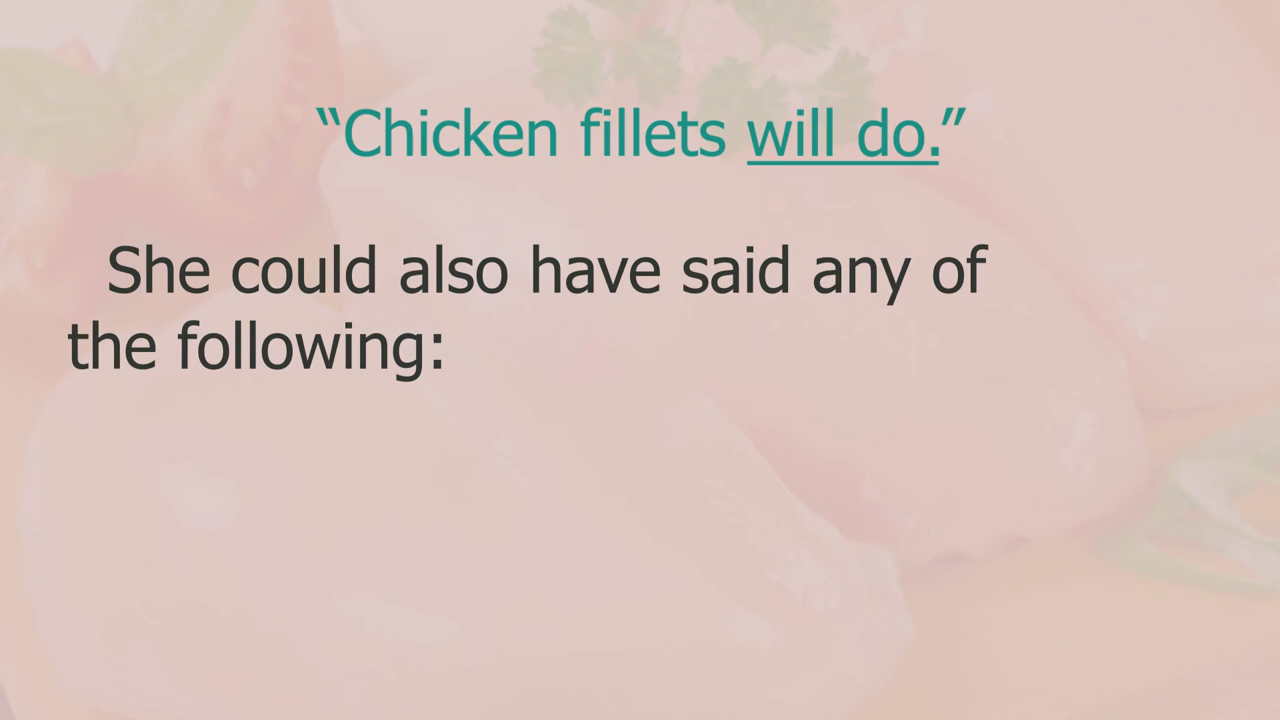 “Chicken fillets will do.”
She could also have said any of
the following: